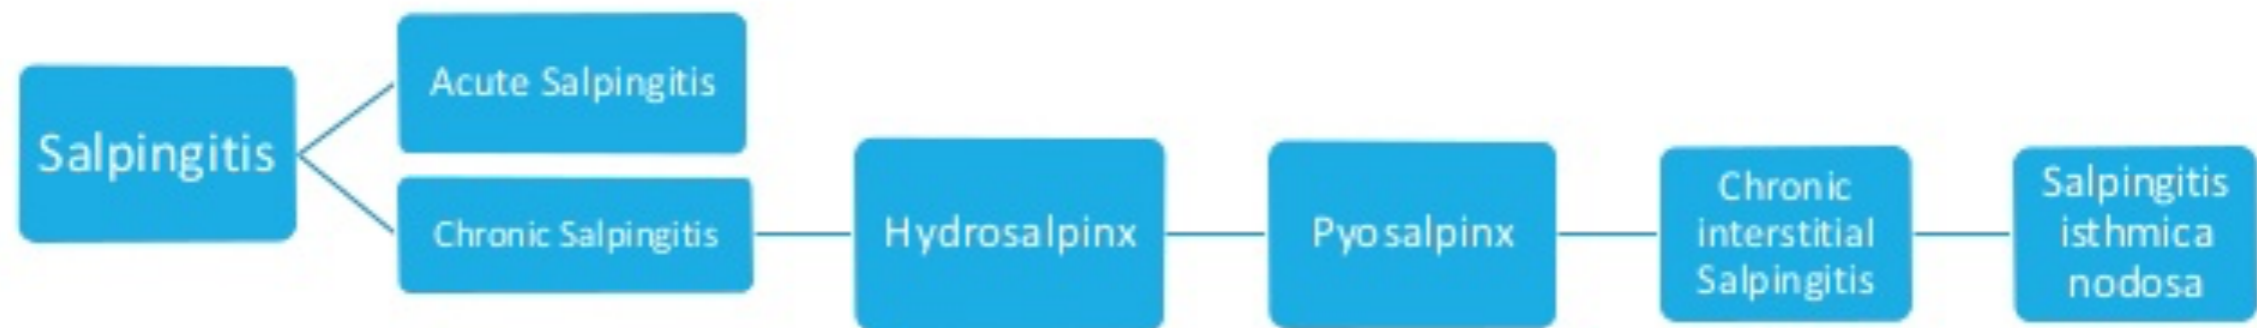 Salpingitis
Acute Salpingitis
Chronic Salpingitis
Hydrosalpinx
Pyosalpinx
Chronic
interstitial
Salpingitis
Salpingitis
isthmica
nodosa